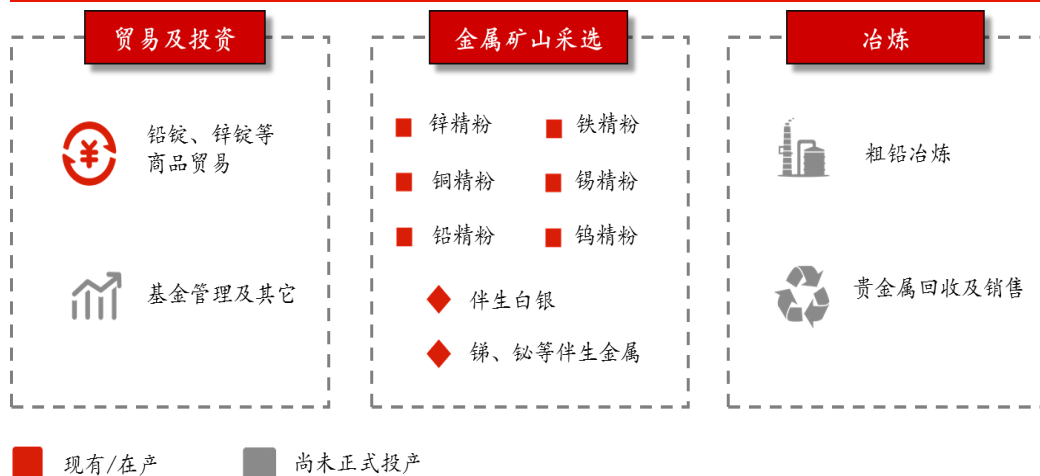 贸易及投资
铅锭、锌锭等
商品贸易
基金管理及其它
金属矿山采选
锌精粉
铁精粉
铜精粉
锡精粉
铅精粉
钨精粉
伴生白银
锑、铋等伴生金属
冶炼
粗铅冶炼
贵金属回收及销售
现有/在产
尚未正式投产